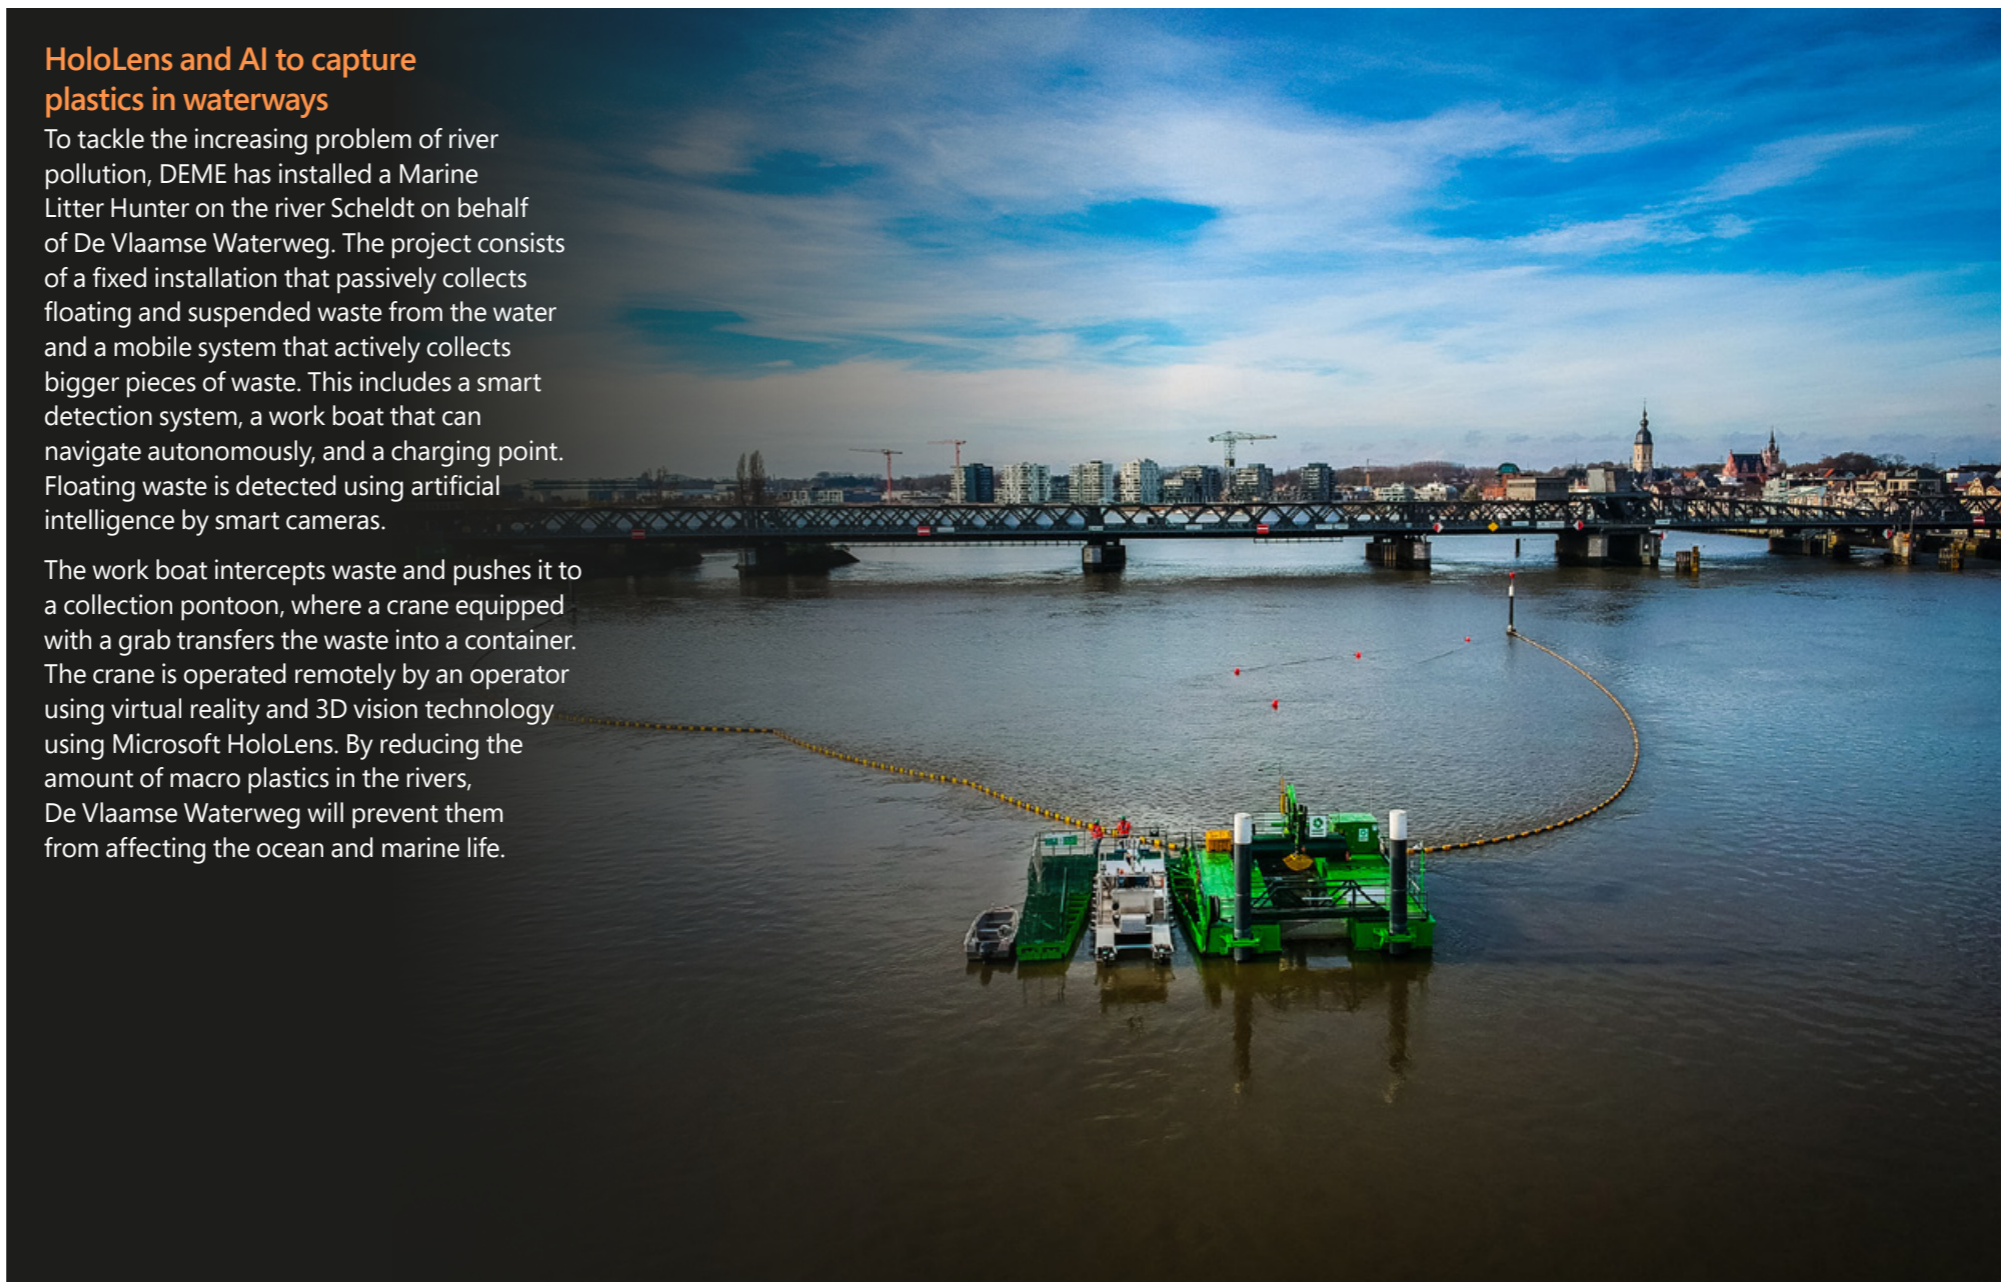 HoloLens and AI to capture
plastics in waterways
To tackle the increasing problem of river
pollution, DEME has installed a Marine
Litter Hunter on the river Scheldt on behalf
of De Vlaamse Waterweg. The project consists
of a fixed installation that passively collects
floating and suspended waste from the water
and a mobile system that actively collects
bigger pieces of waste. This includes a smart
detection system, a work boat that can
navigate autonomously, and a charging point.
Floating waste is detected using artificial
intelligence by smart cameras.
The work boat intercepts waste and pushes it to
a collection pontoon, where a crane equipped
with a grab transfers the waste into a container.
The crane is operated remotely by an operator
using virtual reality and 3D vision technology
using Microsoft HoloLens. By reducing the
amount of macro plastics in the rivers,
De Vlaamse Waterweg will prevent them
from affecting the ocean and marine life.